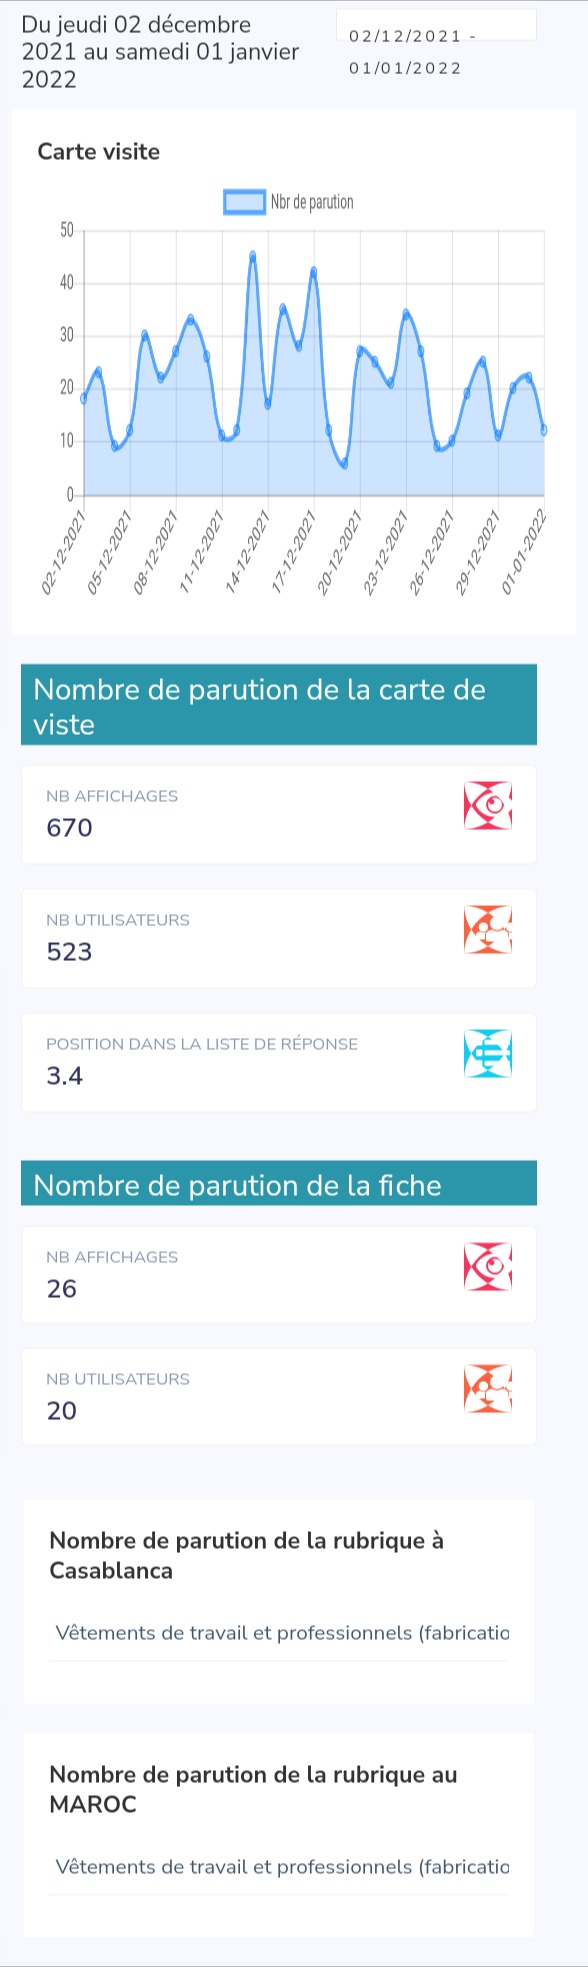 Du jeudi 02 décembre
2021 au samedi 01 janvier
2022
02/12/2021 -
01/01/2022
Carte visite
Nbr de parution
50
40
30
20
10
0
02-12-2021
05-12-2021
08-12-2021
11-12-2021
14-12-2021
17-12-2021
20-12-2021
23-12-2021
26-12-2021
29-12-2021
01-01-2022
Nombre de parution de la carte de
viste
NB AFFICHAGES
670
NB UTILISATEURS
523
POSITION DANS LA LISTE DE RÉPONSE
3.4
Nombre de parution de la fiche
NB AFFICHAGES
26
NB UTILISATEURS
20
Nombre de parution de la rubrique à
Casablanca
Vêtements de travail et professionnels (fabricatio
Nombre de parution de la rubrique au
MAROC
Vêtements de travail et professionnels (fabricatio